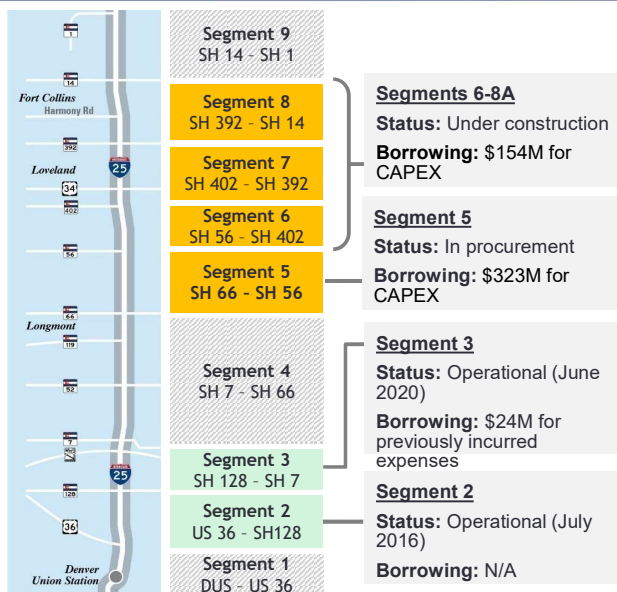 1
14
Fort Collins
Harmony Rd
392
Loveland
25
34
402
56
66
Longmont
119
52
7
25
128
36
Denver
Union Station
Segment 9
SH 14 - SH 1
Segment 8
SH 392 - SH 14
Segment 7
SH 402 - SH 392
Segment 6
SH 56 - SH 402
Segment 5
SH 66 - SH 56
Segment 4
SH 7 - SH 66
Segment 3
SH 128 - SH 7
Segment 2
US 36 - SH128
Segment 1
DUS - US 36
Segments 6-8A
Status: Under construction
Borrowing: $154M for
CAPEX
Segment 5
Status: In procurement
Borrowing: $323M for
CAPEX
Segment 3
Status: Operational (June
2020)
Borrowing: $24M for
previously incurred
expenses
Segment 2
Status: Operational (July
2016)
Borrowing: N/A